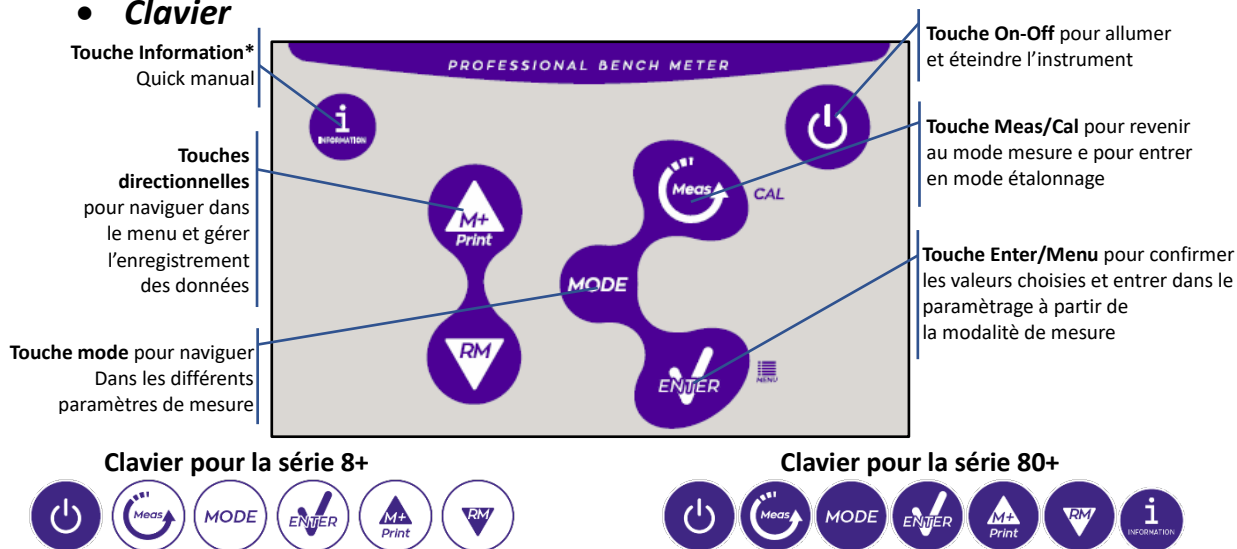 • Clavier
Touche Information*
Quick manual
Touches
directionnelles
pour naviguer dans
le menu et gérer
l'enregistrement
des données
Touche mode pour naviguer
Dans les différents
paramètres de mesure
PROFESSIONAL BENCH METER
i
INFORMATION
M+
Print
RM
Meas
CAL
MODE
ENTER
MENU
Touche On-Off pour allumer
et éteindre l'instrument
Touche Meas/Cal pour revenir
au mode mesure e pour entrer
en mode étalonnage
Touche Enter/Menu pour confirmer
les valeurs choisies et entrer dans le
paramètrage à partir de
la modalitè de mesure
Clavier pour la série 8+
Meas
MODE
ENTER
M+
Print
RM
Clavier pour la série 80+
Meas
MODE
ENTER
M+
Print
RM
i
INFORMATION